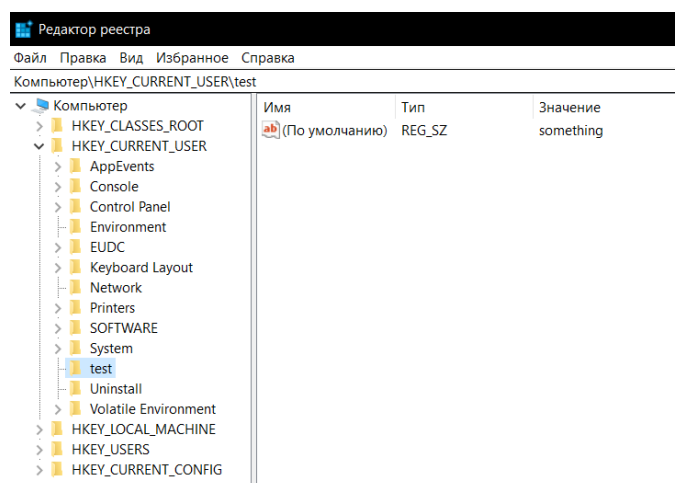 Редактор реестра
Файл Правка Вид Избранное Справка
Компьютер\HKEY_CURRENT_USER\test
Компьютер
HKEY_CLASSES_ROOT
HKEY_CURRENT_USER
AppEvents
Console
Control Panel
Environment
EUDC
Keyboard Layout
Network
Printers
SOFTWARE
System
test
Uninstall
Volatile Environment
HKEY_LOCAL_MACHINE
HKEY_USERS
HKEY_CURRENT_CONFIG
Имя Тип Значение
ab (По умолчанию) REG_SZ something